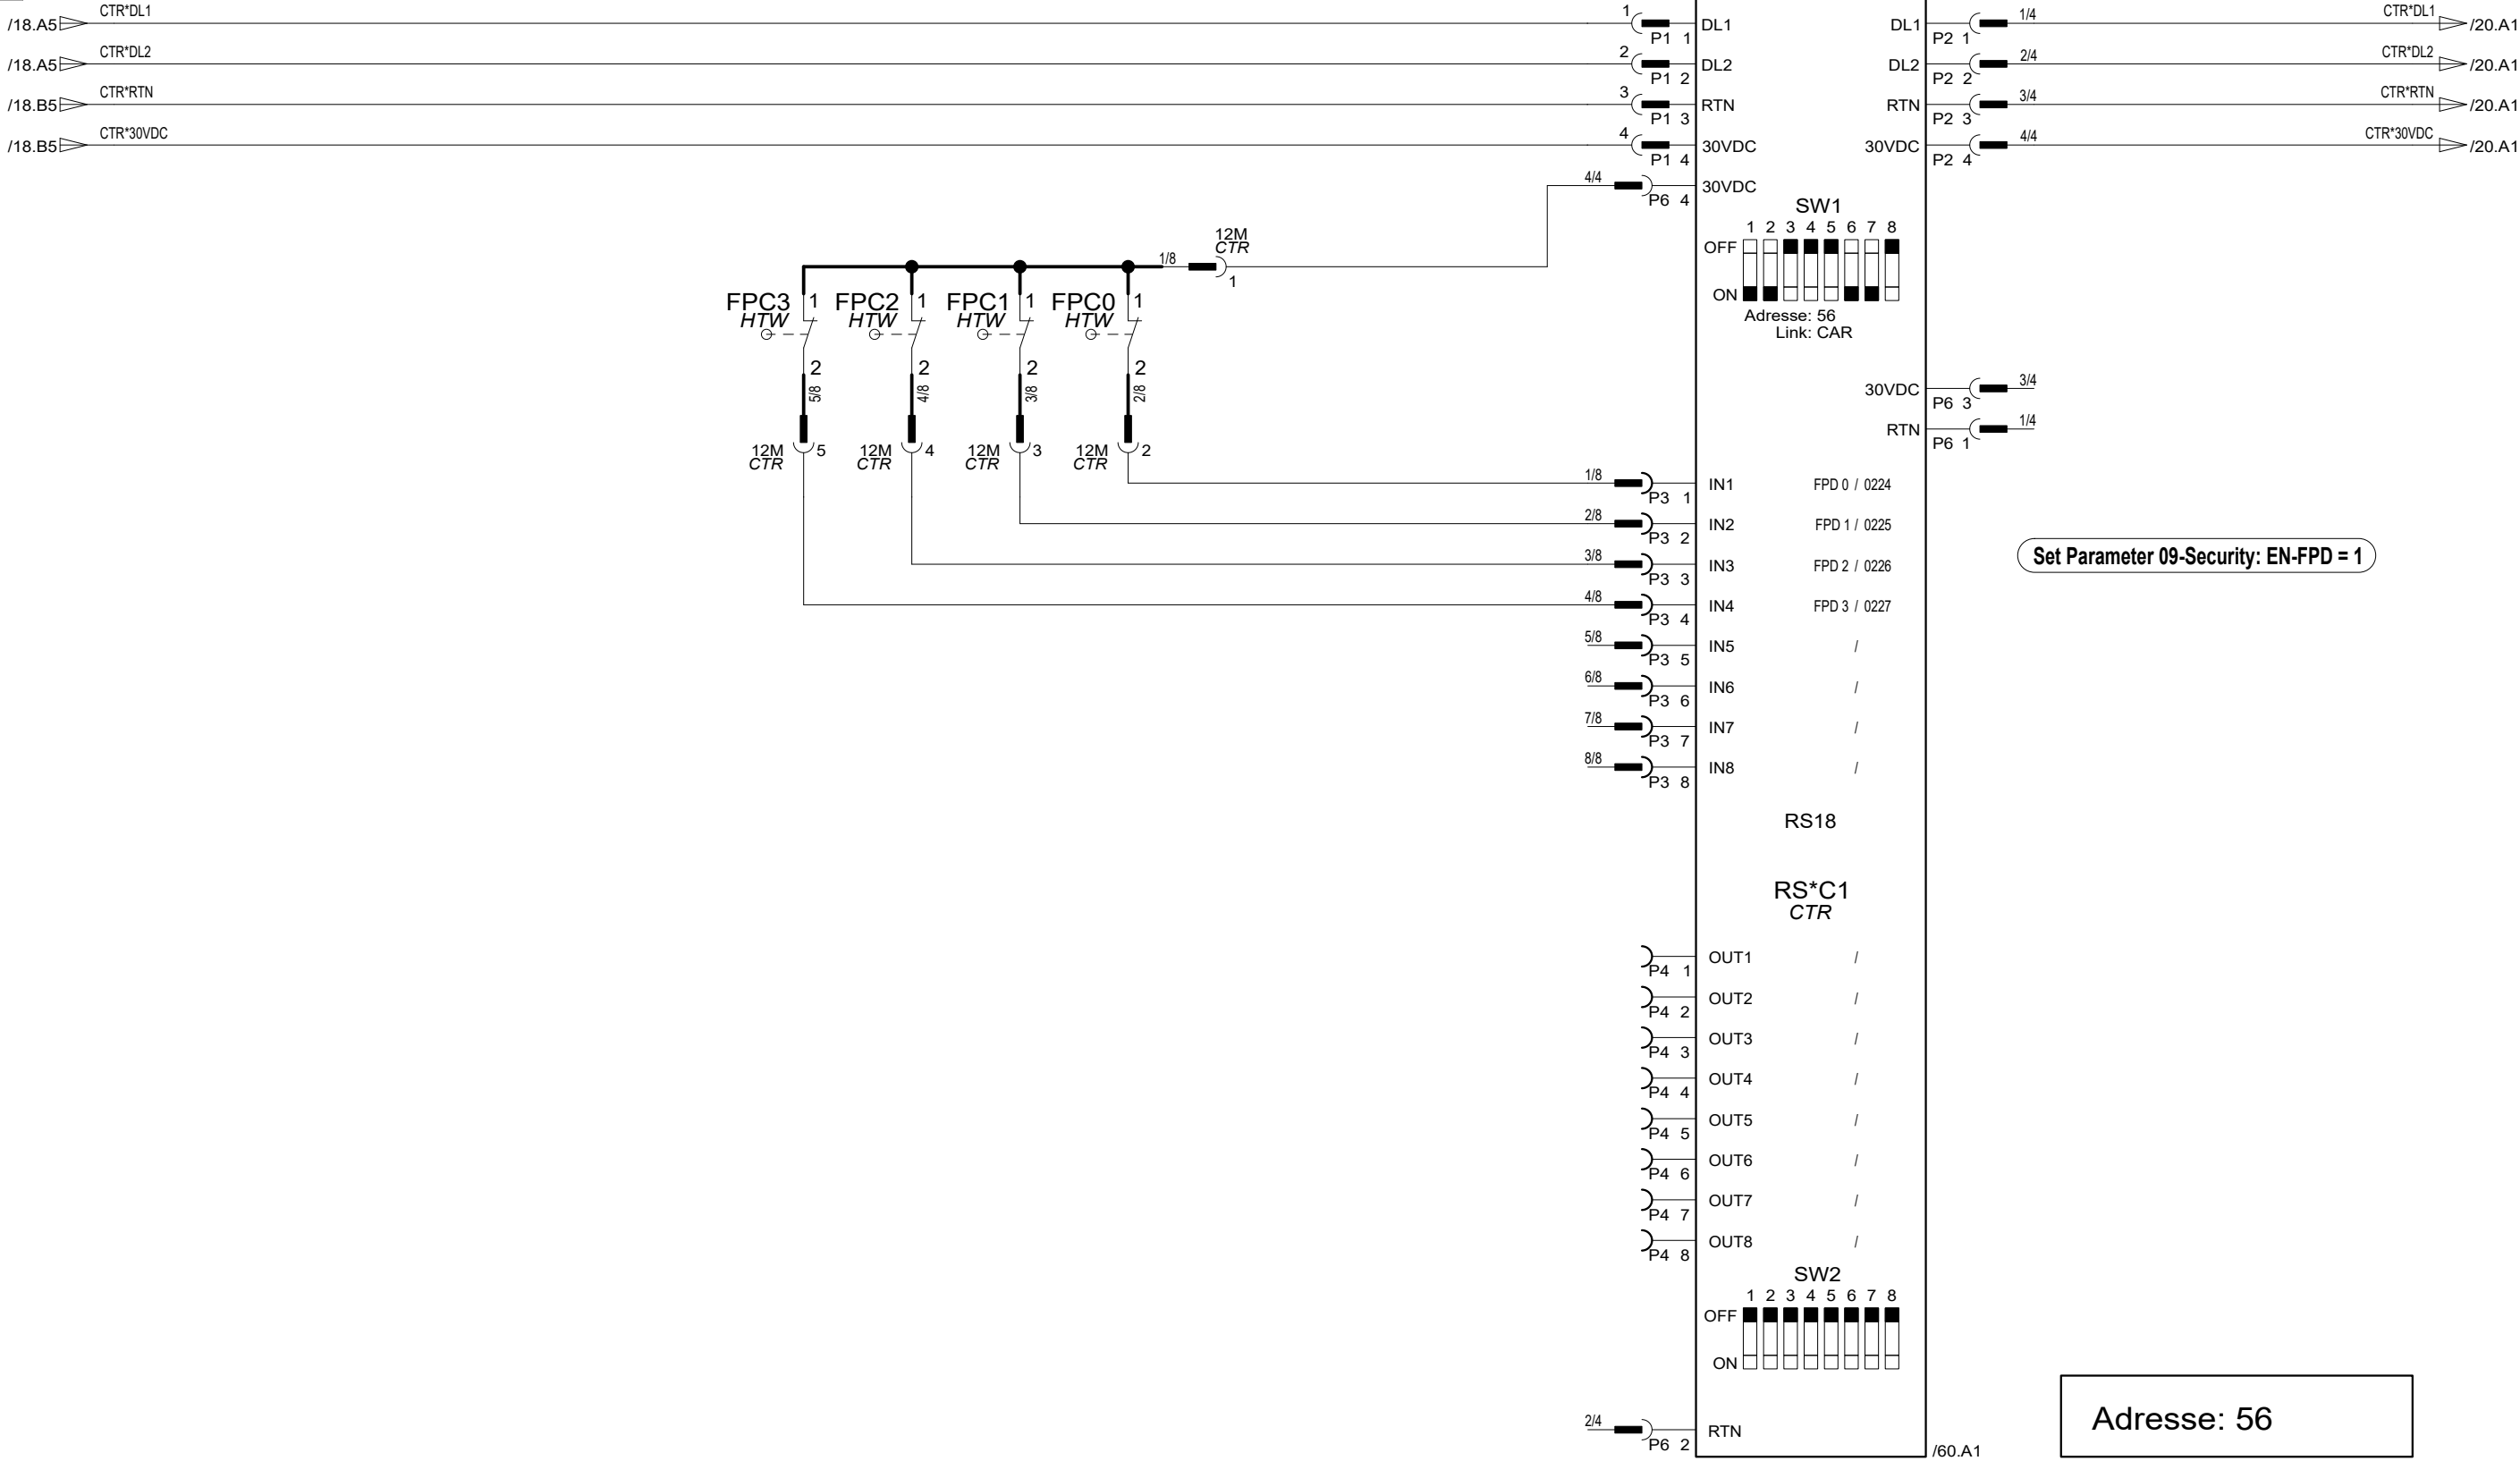 /18.A5 CTR*DL1 1 P1 1 DL1 DL1 P2 1 1/4 CTR*DL1 /20.A1
/18.A5 CTR*DL2 2 P1 2 DL2 DL2 P2 2 2/4 CTR*DL2 /20.A1
/18.B5 CTR*RTN 3 P1 3 RTN RTN P2 3 3/4 CTR*RTN /20.A1
/18.B5 CTR*30VDC 4 P1 4 30VDC 30VDC P2 4 4/4 CTR*30VDC /20.A1
4/4 P6 4 30VDC
SW1
1 2 3 4 5 6 7 8
OFF
ON
Adresse: 56
Link: CAR
12M
CTR
1/8 1
FPC3 1 FPC2 1 FPC1 1 FPC0 1
HTW HTW HTW HTW
2 2 2 2
5/8 4/8 3/8 2/8
12M 5 12M 4 12M 3 12M 2
CTR CTR CTR CTR
30VDC P6 3 3/4
RTN P6 1 1/4
1/8 P3 1 IN1 FPD 0 / 0224
2/8 P3 2 IN2 FPD 1 / 0225
3/8 P3 3 IN3 FPD 2 / 0226
4/8 P3 4 IN4 FPD 3 / 0227
Set Parameter 09-Security: EN-FPD = 1
5/8 P3 5 IN5 /
6/8 P3 6 IN6 /
7/8 P3 7 IN7 /
8/8 P3 8 IN8 /
RS18
RS*C1
CTR
P4 1 OUT1 /
P4 2 OUT2 /
P4 3 OUT3 /
P4 4 OUT4 /
P4 5 OUT5 /
P4 6 OUT6 /
P4 7 OUT7 /
P4 8 OUT8 /
SW2
1 2 3 4 5 6 7 8
OFF
ON
2/4 P6 2 RTN
/60.A1
Adresse: 56